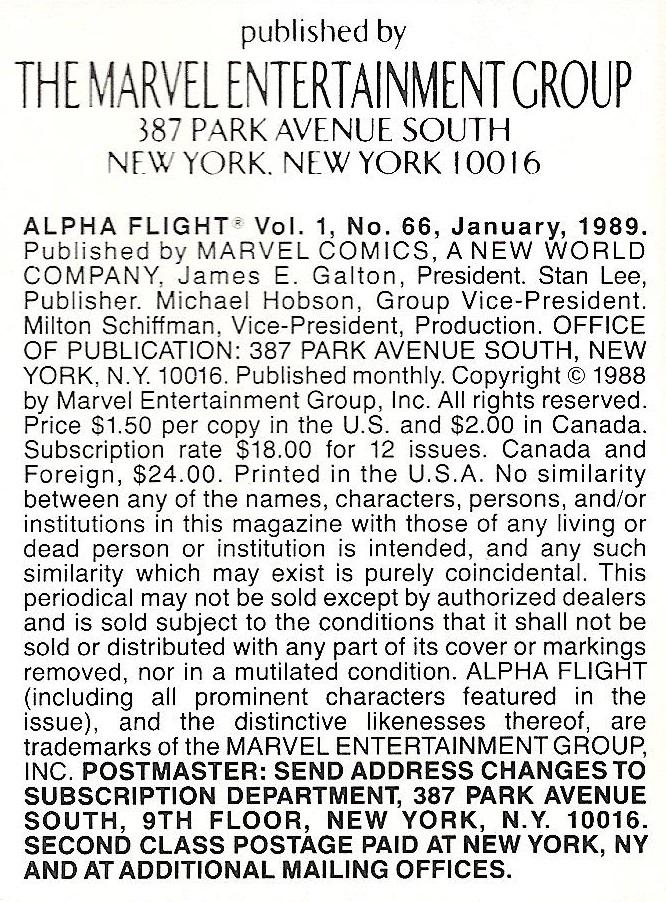 published by
THE MARVEL ENTERTAINMENT GROUP
387 PARK AVENUE SOUTH
NEW YORK, NEW YORK 10016
ALPHA FLIGHT® Vol. 1, No. 66, January, 1989.
Published by MARVEL COMICS, A NEW WORLD
COMPANY, James E. Galton, President. Stan Lee,
Publisher. Michael Hobson, Group Vice-President.
Milton Schiffman, Vice-President, Production. OFFICE
OF PUBLICATION: 387 PARK AVENUE SOUTH, NEW
YORK, N.Y. 10016. Published monthly. Copyright © 1988
by Marvel Entertainment Group, Inc. All rights reserved.
Price $1.50 per copy in the U.S. and $2.00 in Canada.
Subscription rate $18.00 for 12 issues. Canada and
Foreign, $24.00. Printed in the U.S.A. No similarity
between any of the names, characters, persons, and/or
institutions in this magazine with those of any living or
dead person or institution is intended, and any such
similarity which may exist is purely coincidental. This
periodical may not be sold except by authorized dealers
and is sold subject to the conditions that it shall not be
sold or distributed with any part of its cover or markings
removed, nor in a mutilated condition. ALPHA FLIGHT
(including all prominent characters featured in the
issue), and the distinctive likenesses thereof, are
trademarks of the MARVEL ENTERTAINMENT GROUP,
INC. POSTMASTER: SEND ADDRESS CHANGES TO
SUBSCRIPTION DEPARTMENT, 387 PARK AVENUE
SOUTH, 9TH FLOOR, NEW YORK, N.Y. 10016.
SECOND CLASS POSTAGE PAID AT NEW YORK, NY
AND AT ADDITIONAL MAILING OFFICES.